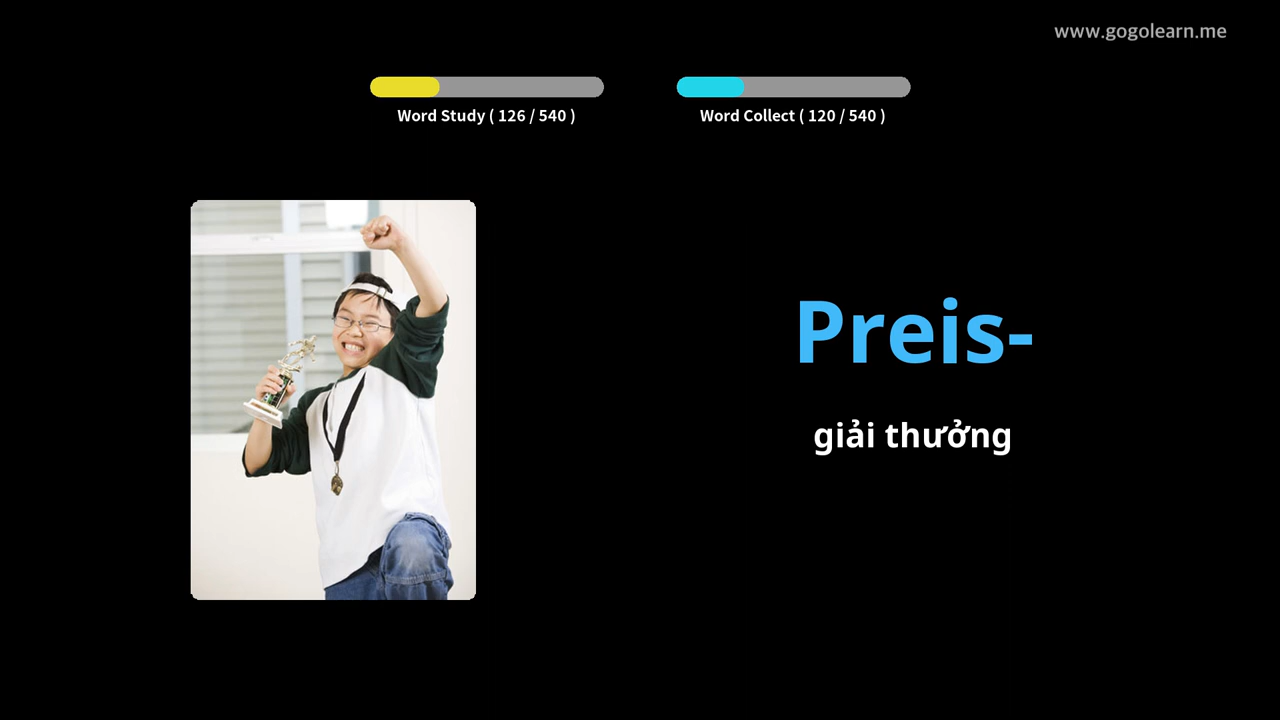 www.gogolearn.me
Word Study ( 126 / 540 )
Word Collect ( 120 / 540 )
Preis-
giải thưởng